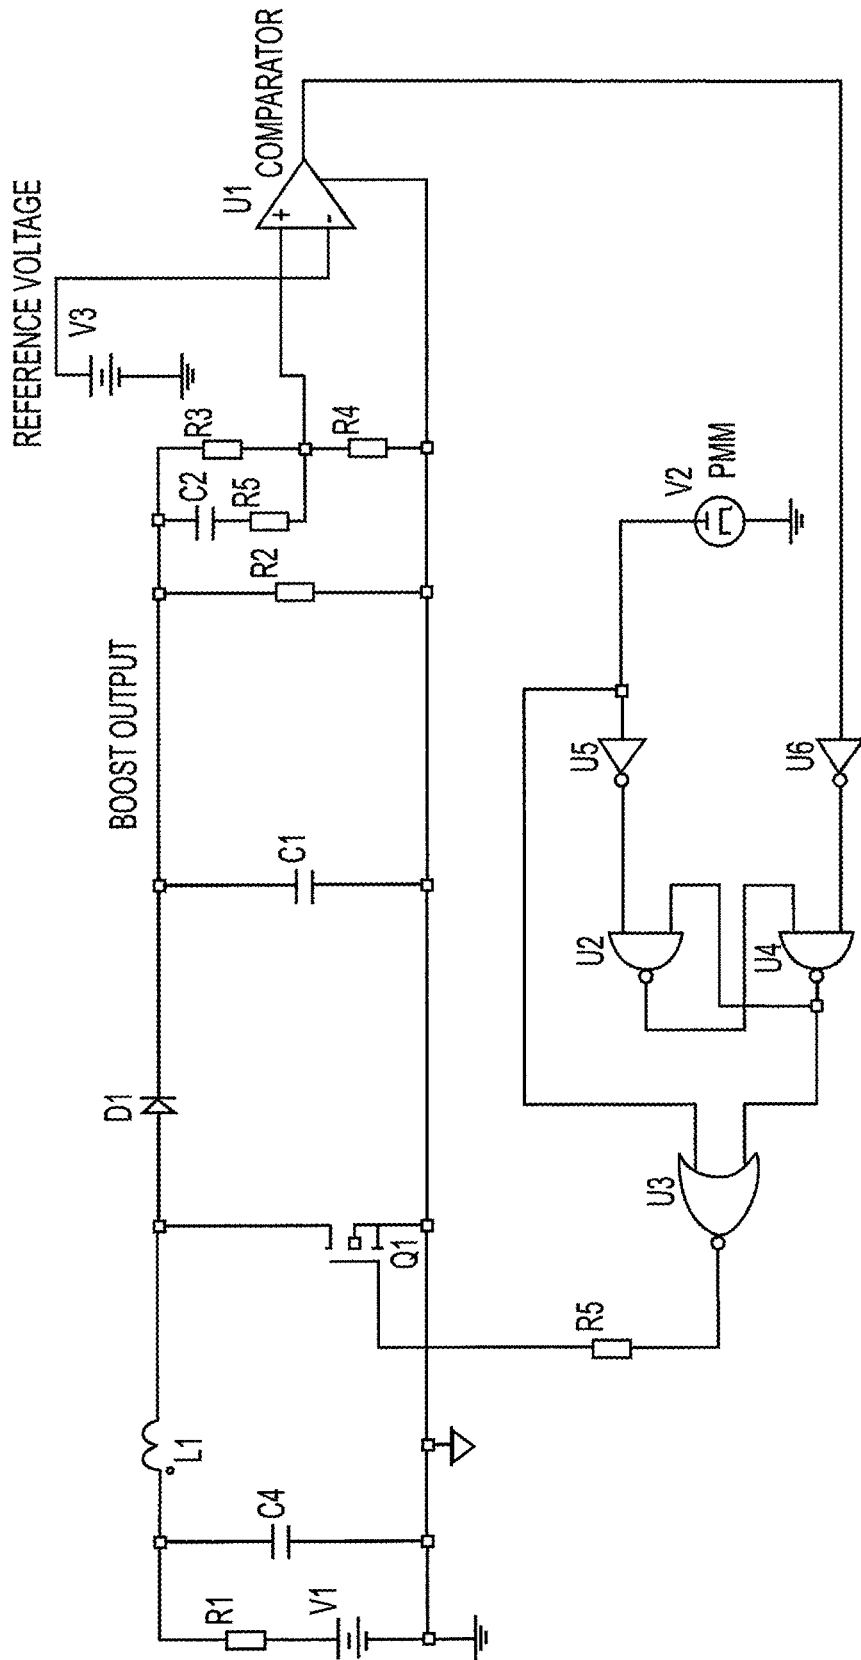 REFERENCE VOLTAGE
V3
U1
COMPARATOR
+
-
R3
R4
C2
R5
R2
BOOST OUTPUT
C1
D1
Q1
L1
C4
R1
V1
V2
PMM
U5
U6
U2
U4
U3
R5